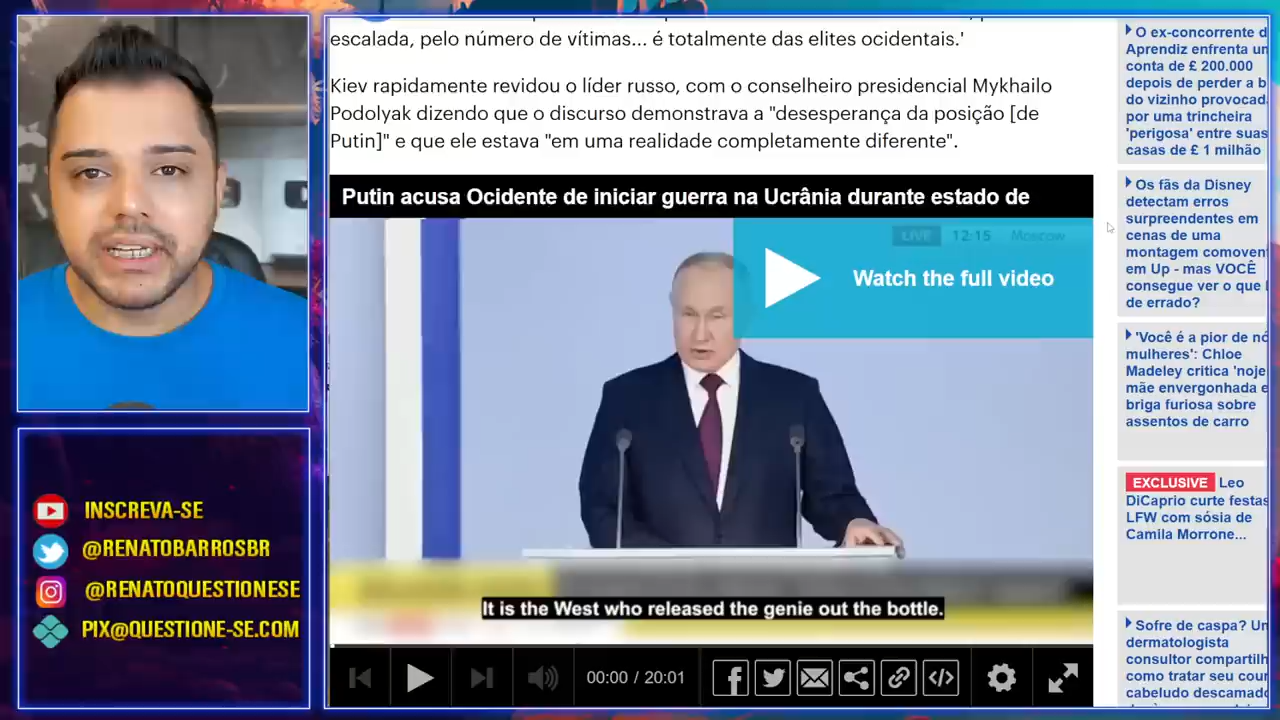 escalada, pelo número de vítimas... é totalmente das elites ocidentais.'
Kiev rapidamente revidou o líder russo, com o conselheiro presidencial Mykhailo
Podolyak dizendo que o discurso demonstrava a "desesperança da posição [de
Putin]" e que ele estava "em uma realidade completamente diferente".
Putin acusa Ocidente de iniciar guerra na Ucrânia durante estado de
LIVE 12:15 Moscow
Watch the full video
It is the West who released the genie out the bottle.
00:00 / 20:01
INSCREVA-SE
@RENATOBARROSBR
@RENATOQUESTIONESE
PIX@QUESTIONE-SE.COM
O ex-concorrente d
Aprendiz enfrenta un
conta de £ 200.000
depois de perder a b
do vizinho provocad
por uma trincheira
'perigosa' entre suas
casas de £ 1 milhão
Os fãs da Disney
detectam erros
surpreendentes em
cenas de uma
montagem comoven
em Up - mas VOCÊ
consegue ver o que
de errado?
'Você é a pior de nó
mulheres': Chloe
Madeley critica 'noje
mãe envergonhada e
briga furiosa sobre
assentos de carro
EXCLUSIVE Leo
DiCaprio curte festas
LFW com sósia de
Camila Morrone...
Sofre de caspa? Un
dermatologista
consultor compartilh
como tratar seu cour
cabeludo descamado